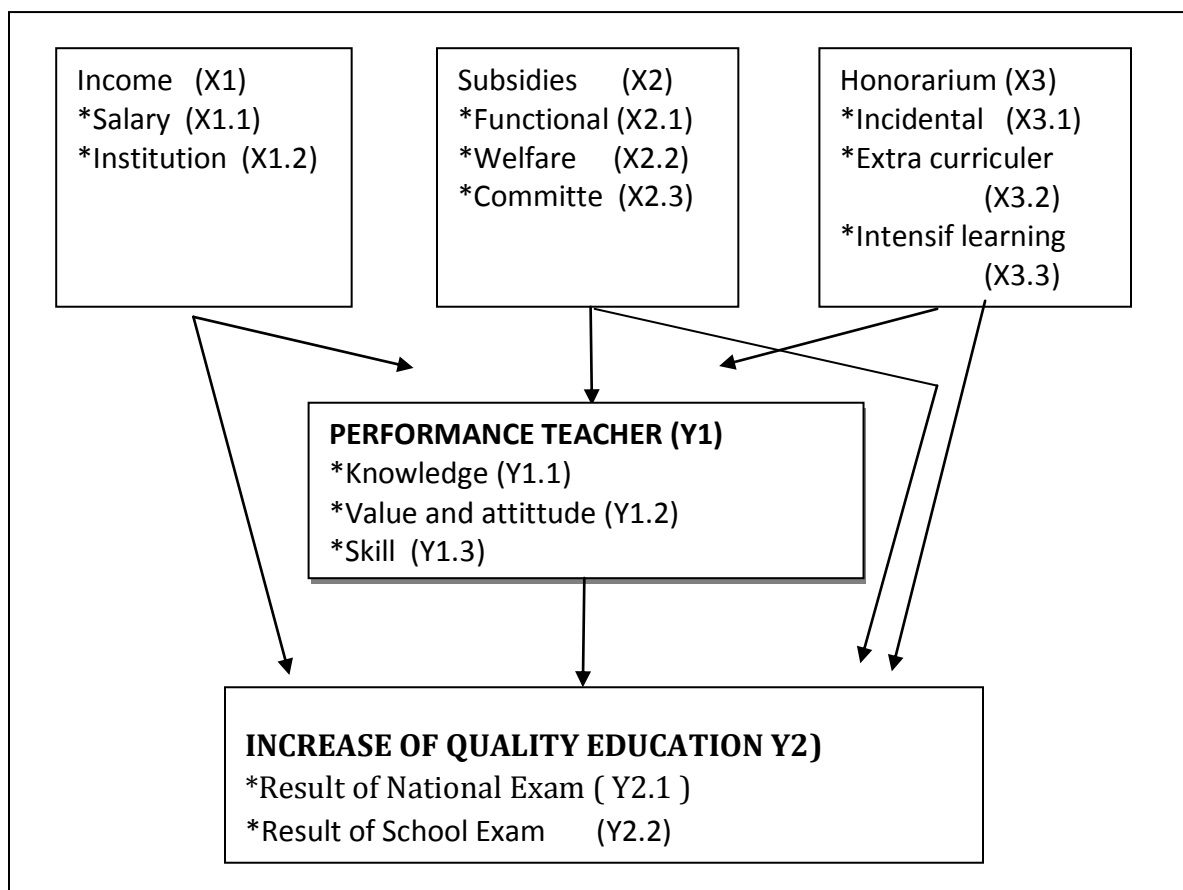 Income (X1)
*Salary (X1.1)
*Institution (X1.2)
Subsidies (X2)
*Functional (X2.1)
*Welfare (X2.2)
*Committe (X2.3)
Honorarium (X3)
*Incidental (X3.1)
*Extra curriculer
(X3.2)
*Intensif learning
(X3.3)
PERFORMANCE TEACHER (Y1)
*Knowledge (Y1.1)
*Value and attittude (Y1.2)
*Skill (Y1.3)
INCREASE OF QUALITY EDUCATION Y2)
*Result of National Exam ( Y2.1 )
*Result of School Exam (Y2.2)